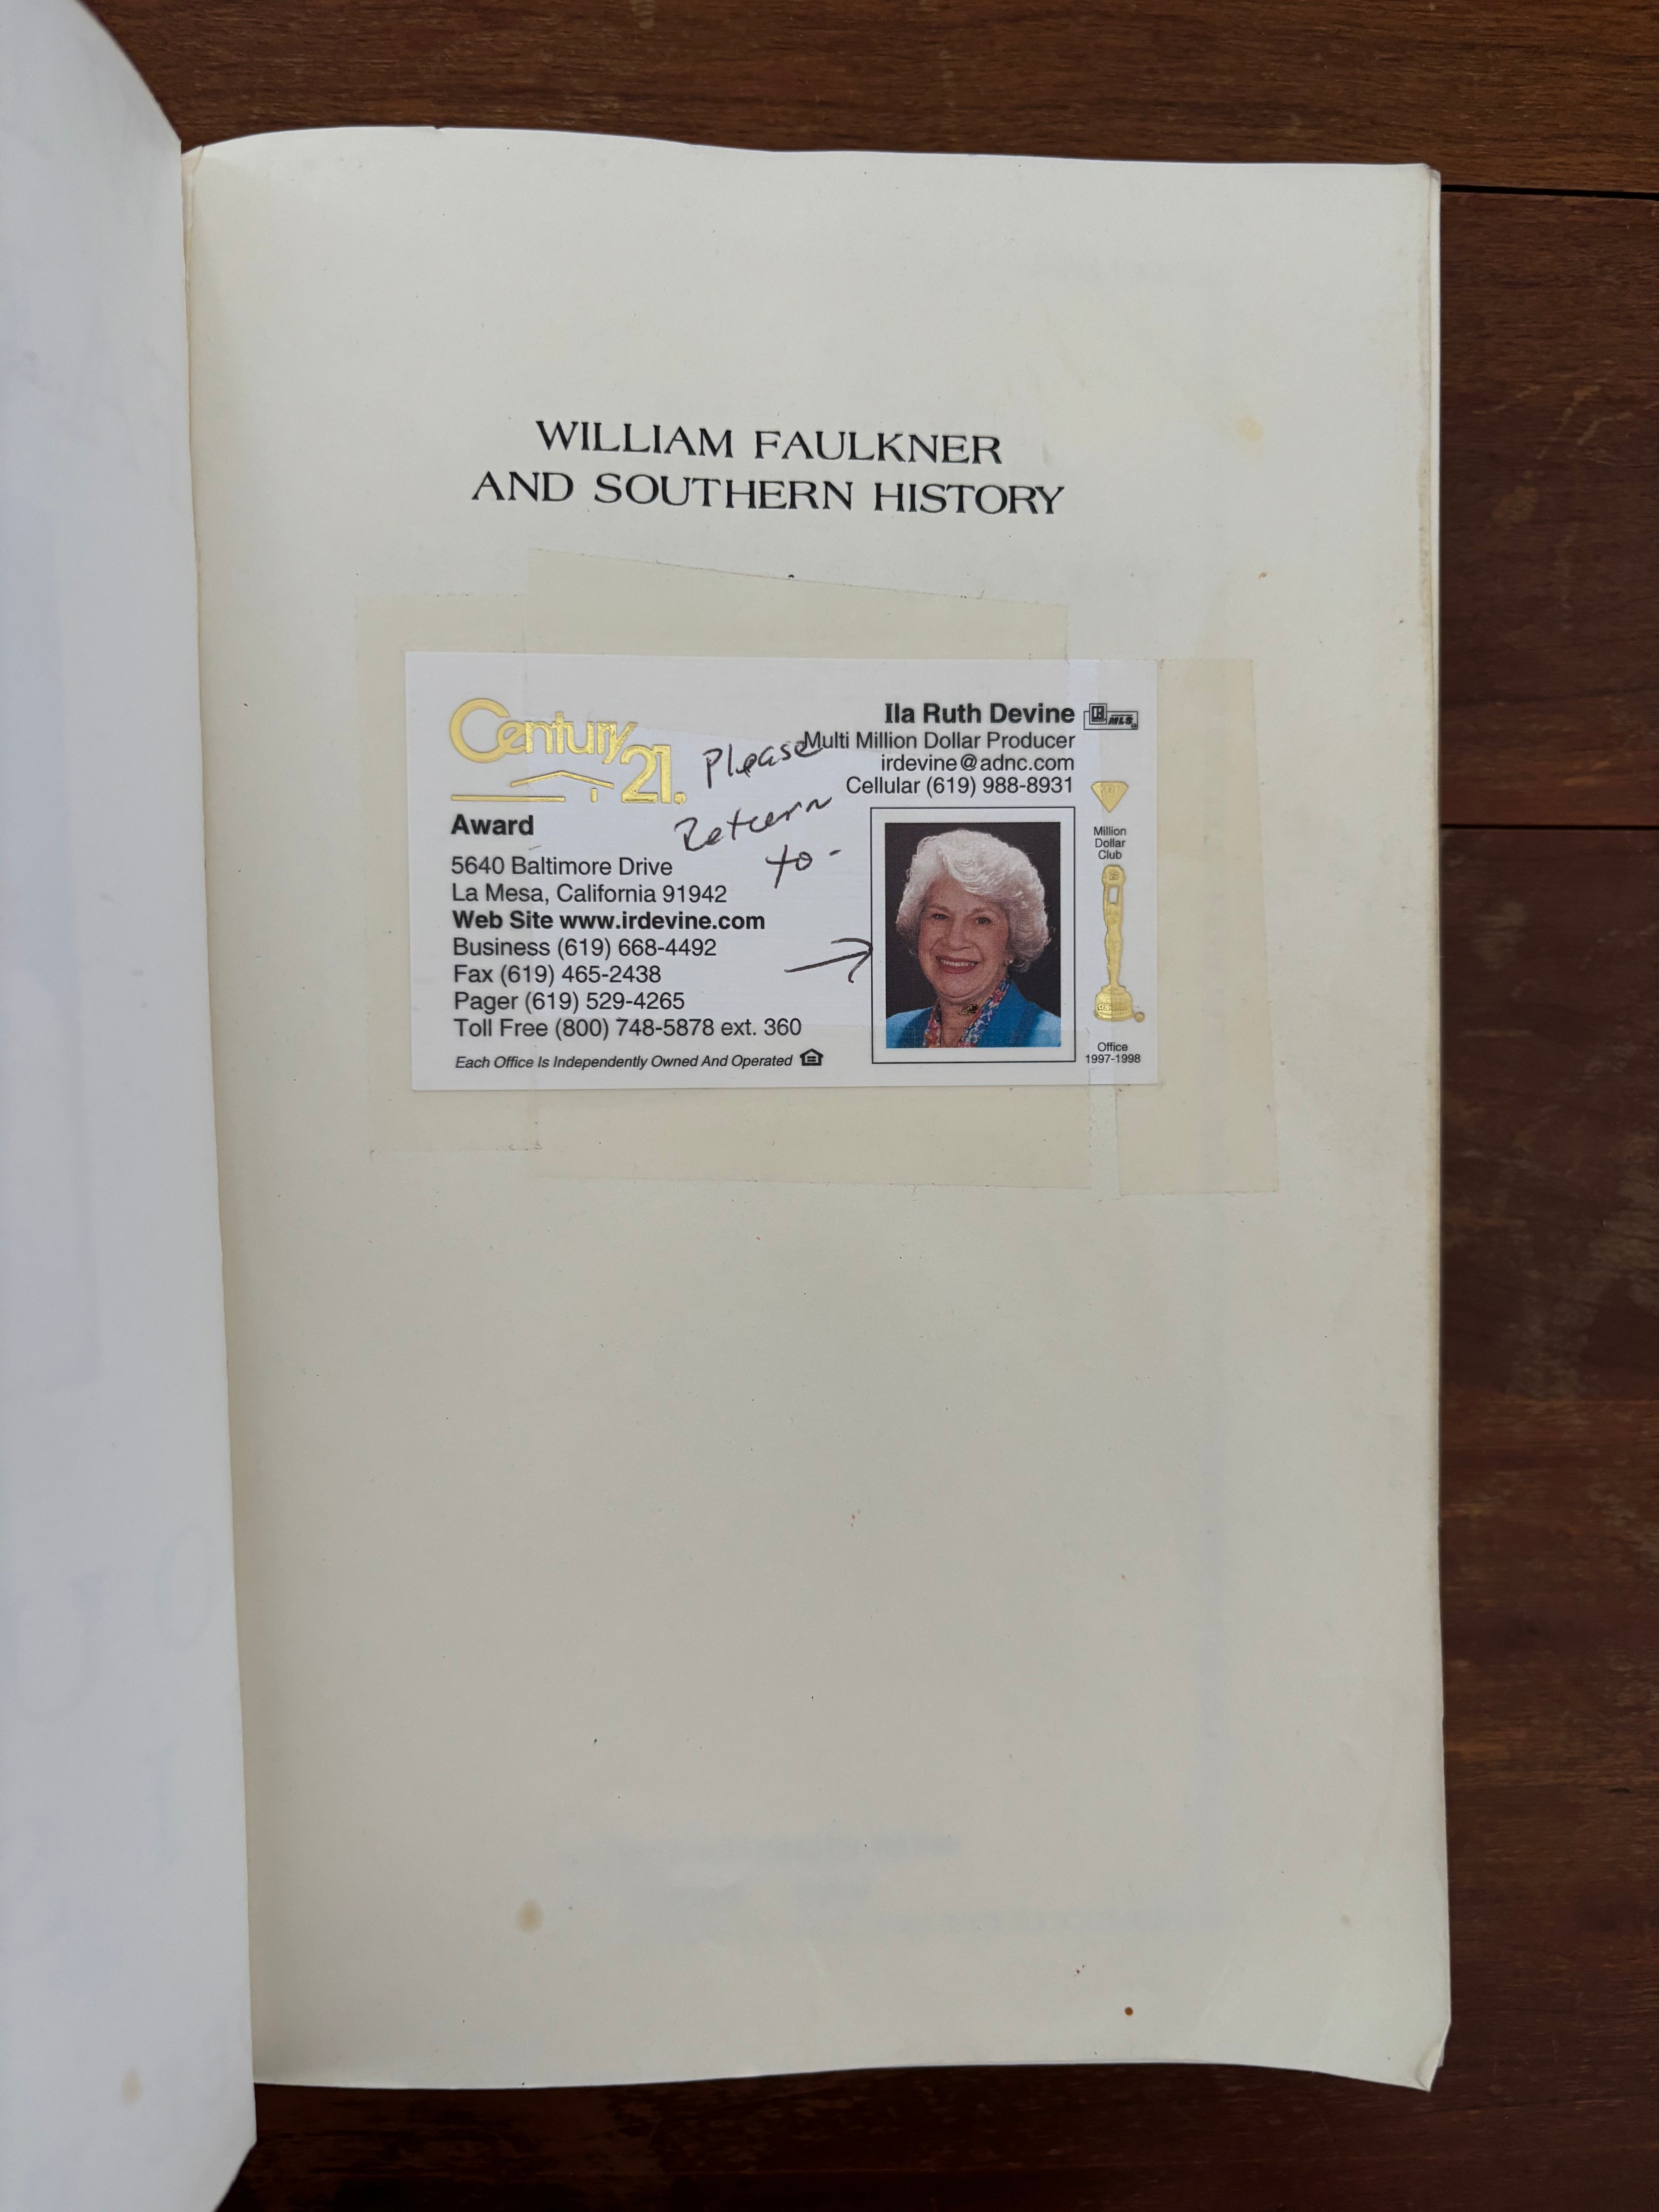 WILLIAM FAULKNER
AND SOUTHERN HISTORY
Century 21.
Award
5640 Baltimore Drive
La Mesa, California 91942
Web Site www.irdevine.com
Business (619) 668-4492
Fax (619) 465-2438
Pager (619) 529-4265
Toll Free (800) 748-5878 ext. 360
Each Office Is Independently Owned And Operated
Please
Return
to -
Ila Ruth Devine
R MLS
Multi Million Dollar Producer
irdevine@adnc.com
Cellular (619) 988-8931
Million
Dollar
Club
Office
1997-1998